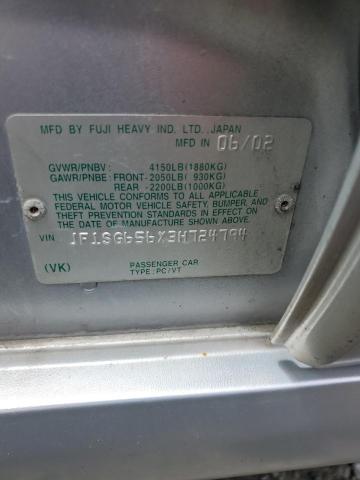 MFD BY FUJI HEAVY IND. LTD., JAPAN
MFD IN 06/02
GVWR/PNBV : 4150LB(1880KG)
GAWR/PNBE : FRONT-2050LB( 930KG)
REAR -2200LB(1000KG)
THIS VEHICLE CONFORMS TO ALL APPLICABLE
FEDERAL MOTOR VEHICLE SAFETY, BUMPER, AND
THEFT PREVENTION STANDARDS IN EFFECT ON
THE DATE OF MANUFACTURE SHOWN ABOVE.
VIN : JF1SG656X3H724794
(VK)
PASSENGER CAR
TYPE : PC/VT